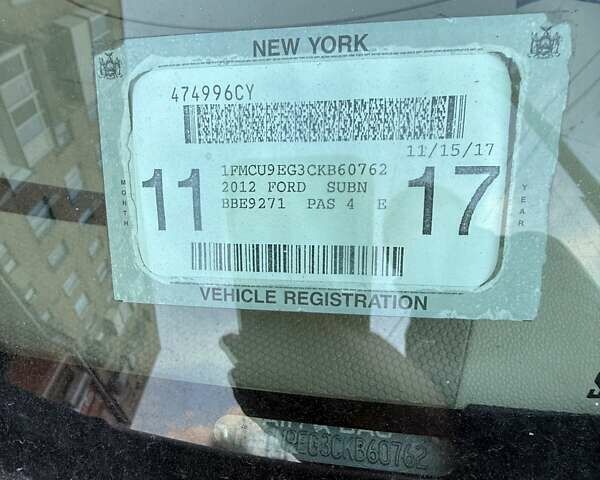 NEW YORK
474996CY
11/15/17
MONTH
11
1FMCU9EG3CKB60762
2012 FORD SUBN
BBE9271 PAS 4 E
17
YEAR
VEHICLE REGISTRATION
S
9EG3CKB60762